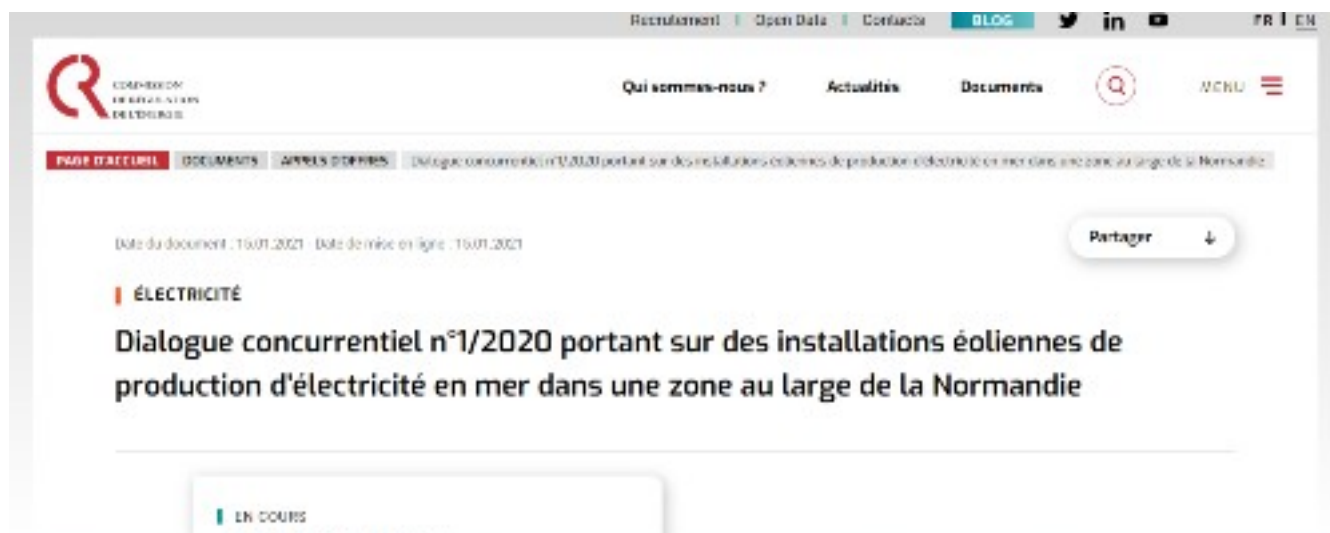 Recrutement | Open Data | Contacts BLOG in FR | EN
COMMISSION
DE RÉGULATION
DE L'ÉNERGIE
Qui sommes-nous ? Actualités Documents MENU
PAGE D'ACCUEIL DOCUMENTS APPELS D'OFFRES Dialogue concurrentiel n°1/2020 portant sur des installations éoliennes de production d'électricité en mer dans une zone au large de la Normandie
Date du document : 15.01.2021 - Date de mise en ligne : 15.01.2021
Partager
ÉLECTRICITÉ
Dialogue concurrentiel n°1/2020 portant sur des installations éoliennes de
production d'électricité en mer dans une zone au large de la Normandie
EN COURS